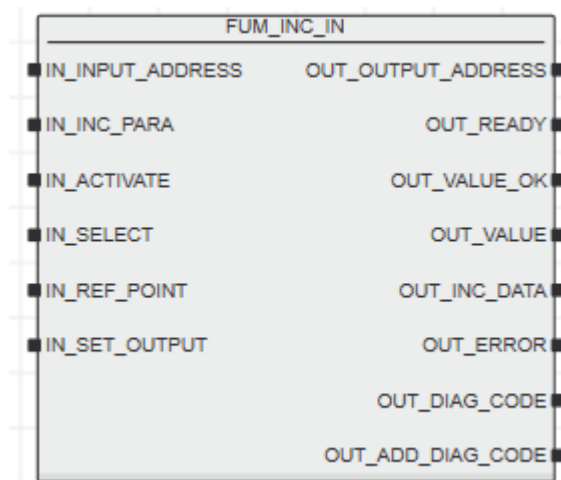 FUM_INC_IN
IN_INPUT_ADDRESS OUT_OUTPUT_ADDRESS
IN_INC_PARA OUT_READY
IN_ACTIVATE OUT_VALUE_OK
IN_SELECT OUT_VALUE
IN_REF_POINT OUT_INC_DATA
IN_SET_OUTPUT OUT_ERROR
OUT_DIAG_CODE
OUT_ADD_DIAG_CODE